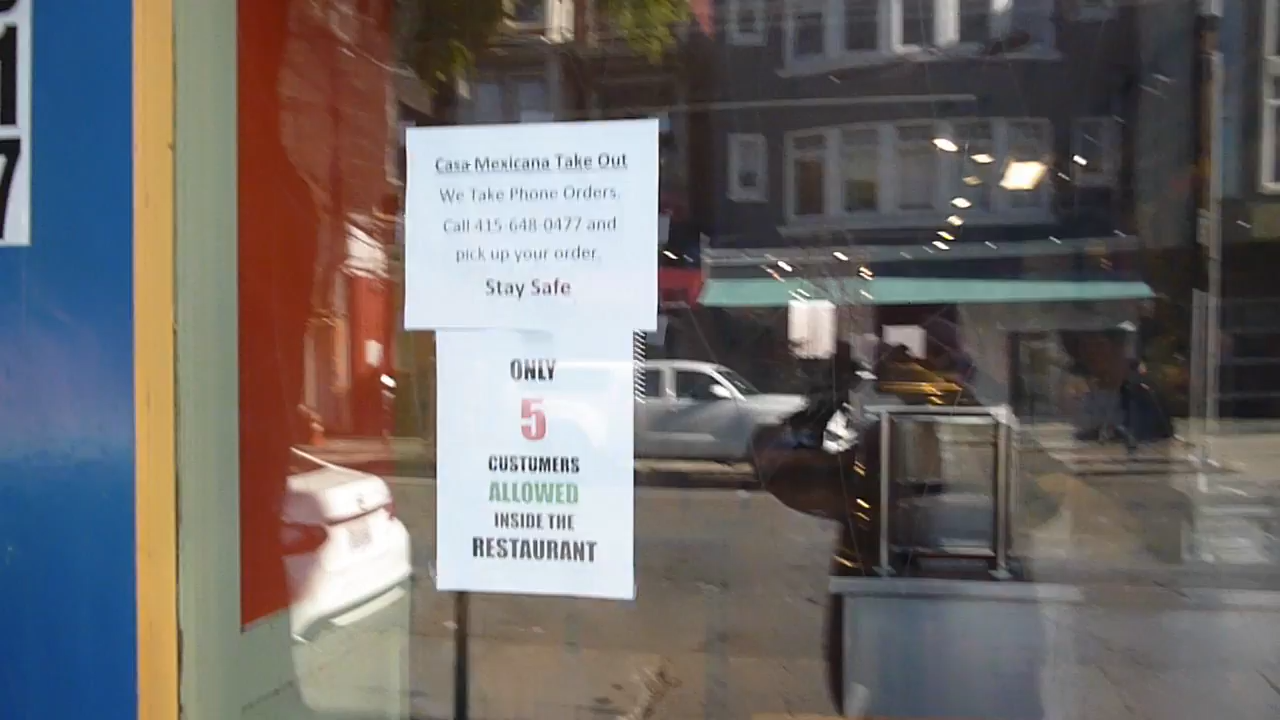 17
Casa Mexicana Take Out
We Take Phone Orders.
Call 415-648-0477 and
pick up your order.
Stay Safe
ONLY
5
CUSTUMERS
ALLOWED
INSIDE THE
RESTAURANT